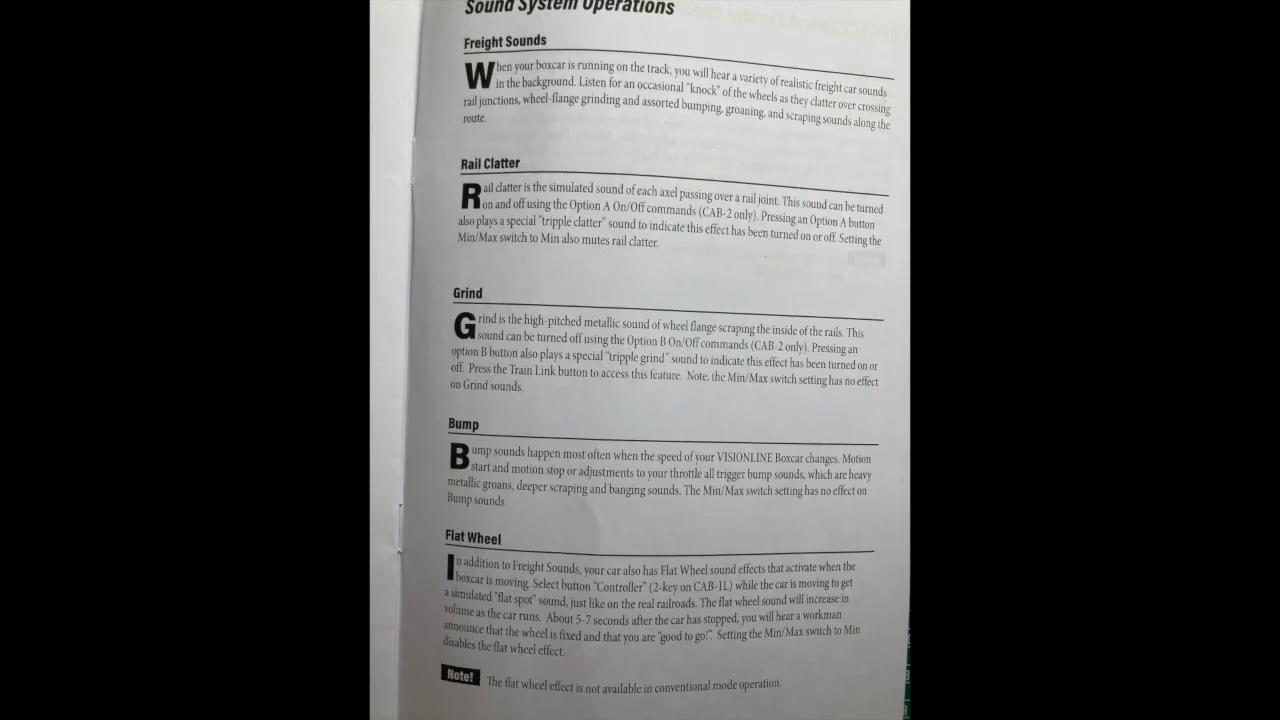 Sound System Operations
Freight Sounds
When your boxcar is running on the track, you will hear a variety of realistic freight car sounds
in the background. Listen for an occasional "knock" of the wheels as they clatter over crossing
rail junctions, wheel-flange grinding and assorted bumping, groaning, and scraping sounds along the
route.
Rail Clatter
Rail clatter is the simulated sound of each axel passing over a rail joint. This sound can be turned
on and off using the Option A On/Off commands (CAB-2 only). Pressing an Option A button
also plays a special "tripple clatter" sound to indicate this effect has been turned on or off. Setting the
Min/Max switch to Min also mutes rail clatter.
Grind
Grind is the high-pitched metallic sound of wheel flange scraping the inside of the rails. This
sound can be turned off using the Option B On/Off commands (CAB-2 only). Pressing an
option B button also plays a special "tripple grind" sound to indicate this effect has been turned on or
off. Press the Train Link button to access this feature. Note, the Min/Max switch setting has no effect
on Grind sounds.
Bump
Bump sounds happen most often when the speed of your VISIONLINE Boxcar changes. Motion
start and motion stop or adjustments to your throttle all trigger bump sounds, which are heavy
metallic groans, deeper scraping and banging sounds. The Min/Max switch setting has no effect on
Bump sounds.
Flat Wheel
In addition to Freight Sounds, your car also has Flat Wheel sound effects that activate when the
boxcar is moving. Select button "Controller" (2-key on CAB-1L) while the car is moving to get
a simulated "flat spot" sound, just like on the real railroads. The flat wheel sound will increase in
volume as the car runs. About 5-7 seconds after the car has stopped, you will hear a workman
announce that the wheel is fixed and that you are "good to go!". Setting the Min/Max switch to Min
disables the flat wheel effect.
Note! The flat wheel effect is not available in conventional mode operation.